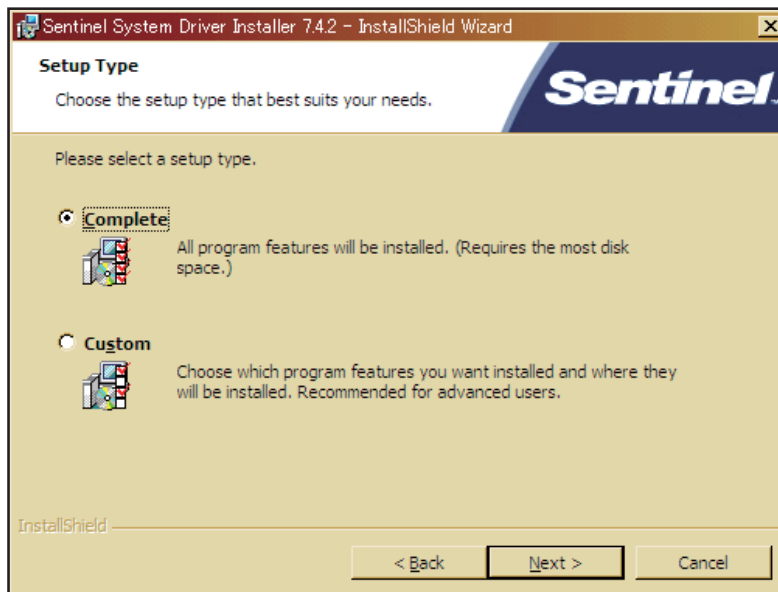 Sentinel System Driver Installer 7.4.2 - InstallShield Wizard
Setup Type
Choose the setup type that best suits your needs.
Sentinel
Please select a setup type.
Complete
All program features will be installed. (Requires the most disk
space.)
Custom
Choose which program features you want installed and where they
will be installed. Recommended for advanced users.
InstallShield
< Back
Next >
Cancel